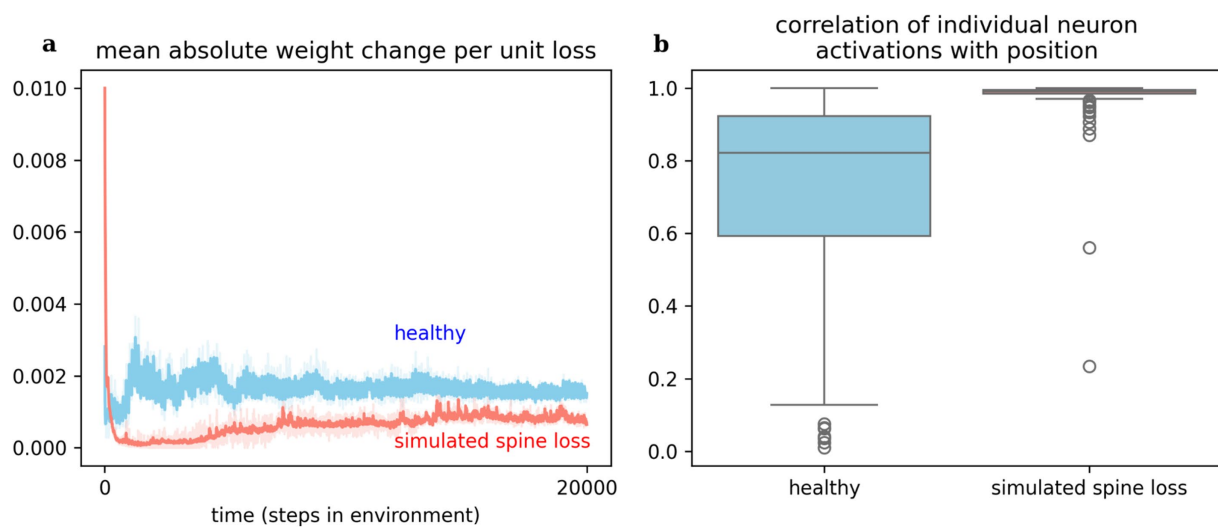 a
mean absolute weight change per unit loss
0.010
0.008
0.006
0.004
0.002
0.000
healthy
simulated spine loss
0
20000
time (steps in environment)
b
correlation of individual neuron
activations with position
1.0
0.8
0.6
0.4
0.2
0.0
healthy
simulated spine loss